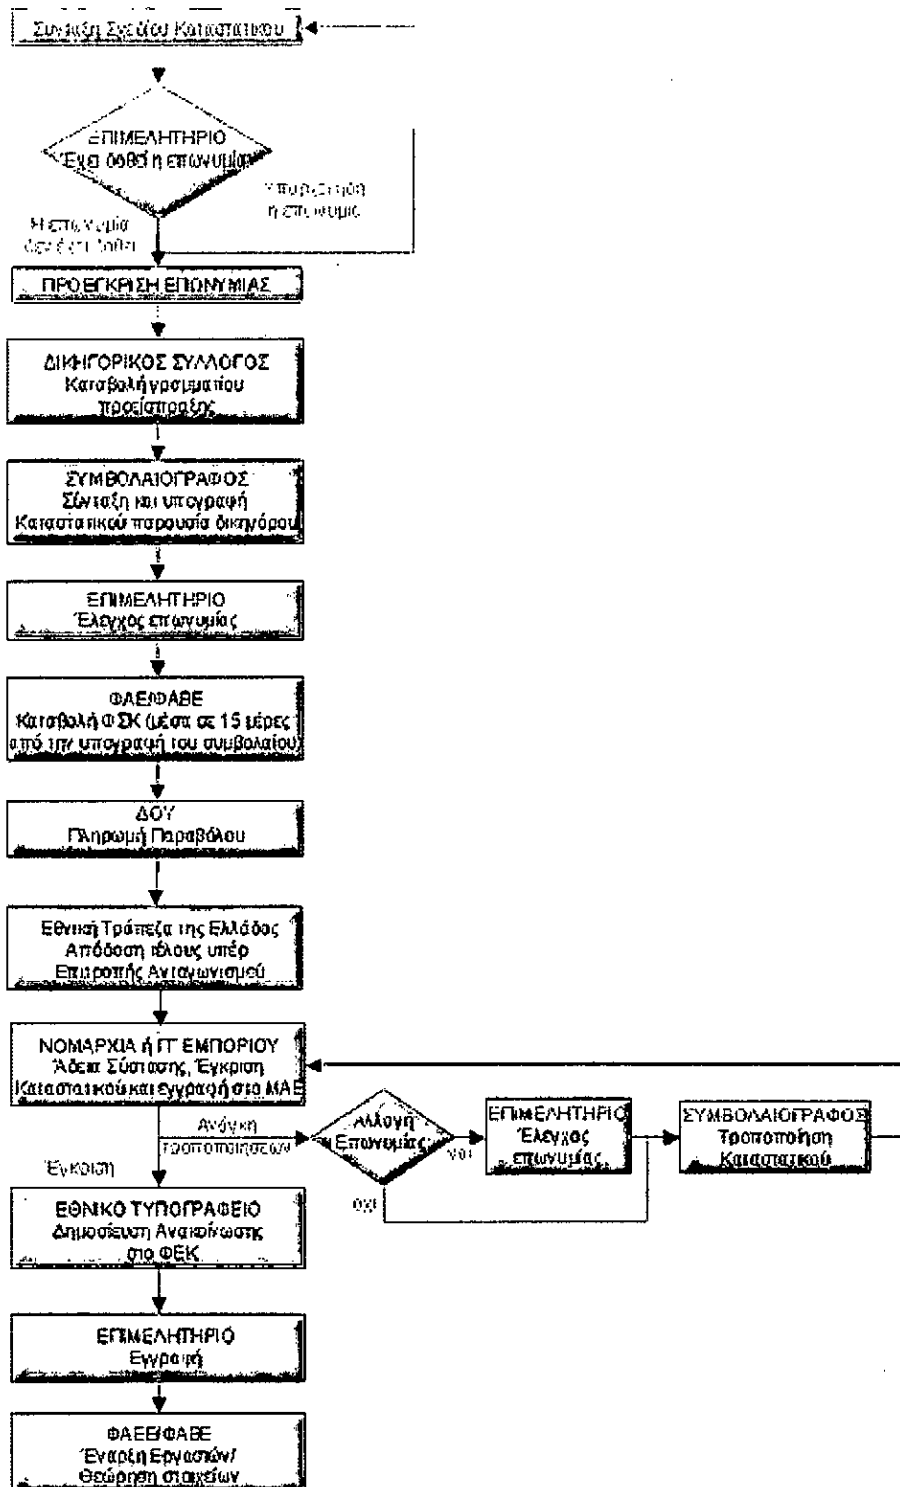 Σύνταξη Σχεδίου Καταστατικου
ΕΠΙΜΕΛΗΤΗΡΙΟ
Έχει δοθεί η επωνυμία
Υπάρχει ήδη
η επωνυμία
Η επωνυμία
δεν έχει δοθεί
ΠΡΟΕΓΚΡΙΣΗ ΕΠΩΝΥΜΙΑΣ
ΔΙΚΗΓΟΡΙΚΟΣ ΣΥΛΛΟΓΟΣ
Καταβολή γραμματίου
προείσπραξης
ΣΥΜΒΟΛΑΙΟΓΡΑΦΟΣ
Σύνταξη και υπογραφή
Καταστατικού παρουσία δικηγόρου
ΕΠΙΜΕΛΗΤΗΡΙΟ
Έλεγχος επωνυμίας
ΦΑΕ/ΦΑΒΕ
Καταβολή ΦΣΚ (μέσα σε 15 μέρες
από την υπογραφή του συμβολαίου)
ΔΟΥ
Πληρωμή Παραβόλου
Εθνική Τράπεζα της Ελλάδος
Απόδοση τέλους υπέρ
Επιτροπής Ανταγωνισμού
ΝΟΜΑΡΧΙΑ ή ΓΓ ΕΜΠΟΡΙΟΥ
Άδεια Σύστασης, Έγκριση
Καταστατικού και εγγραφή στο ΜΑΕ
Ανάγκη
τροποποιήσεων
Αλλαγή
Επωνυμίας
ναι
οχι
ΕΠΙΜΕΛΗΤΗΡΙΟ
Έλεγχος
επωνυμίας
ΣΥΜΒΟΛΑΙΟΓΡΑΦΟΣ
Τροποποίηση
Καταστατικού
Έγκριση
ΕΘΝΙΚΟ ΤΥΠΟΓΡΑΦΕΙΟ
Δημοσίευση Ανακοίνωσης
στο ΦΕΚ
ΕΠΙΜΕΛΗΤΗΡΙΟ
Εγγραφή
ΦΑΕΕ/ΦΑΒΕ
Έναρξη Εργασιών/
Θεώρηση στοιχείων